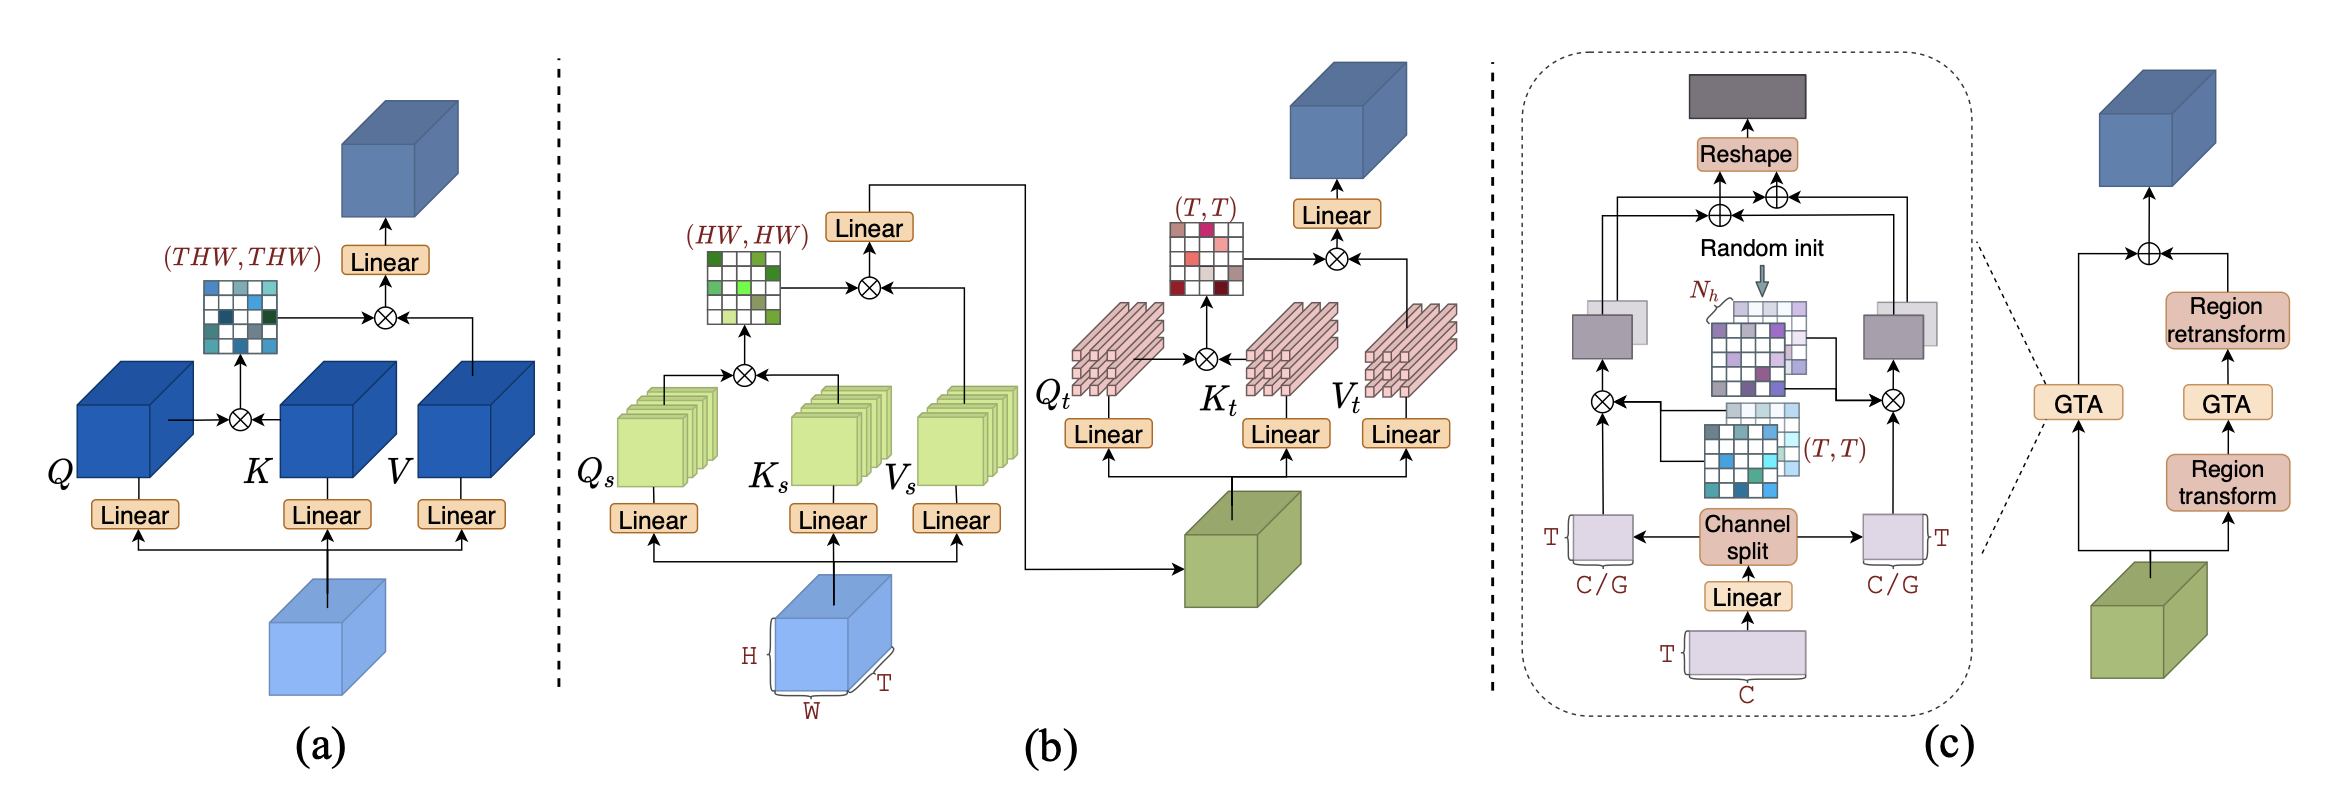 (THW, THW)
Linear
Q
K
V
Linear
Linear
Linear
(a)
(HW, HW)
Linear
Q_s
K_s
V_s
Linear
Linear
Linear
H
W
T
(T, T)
Linear
Q_t
K_t
V_t
Linear
Linear
Linear
(b)
Reshape
Random init
N_h
(T, T)
T
C/G
Channel
split
T
C/G
Linear
T
C
Region
retransform
GTA
GTA
Region
transform
(c)